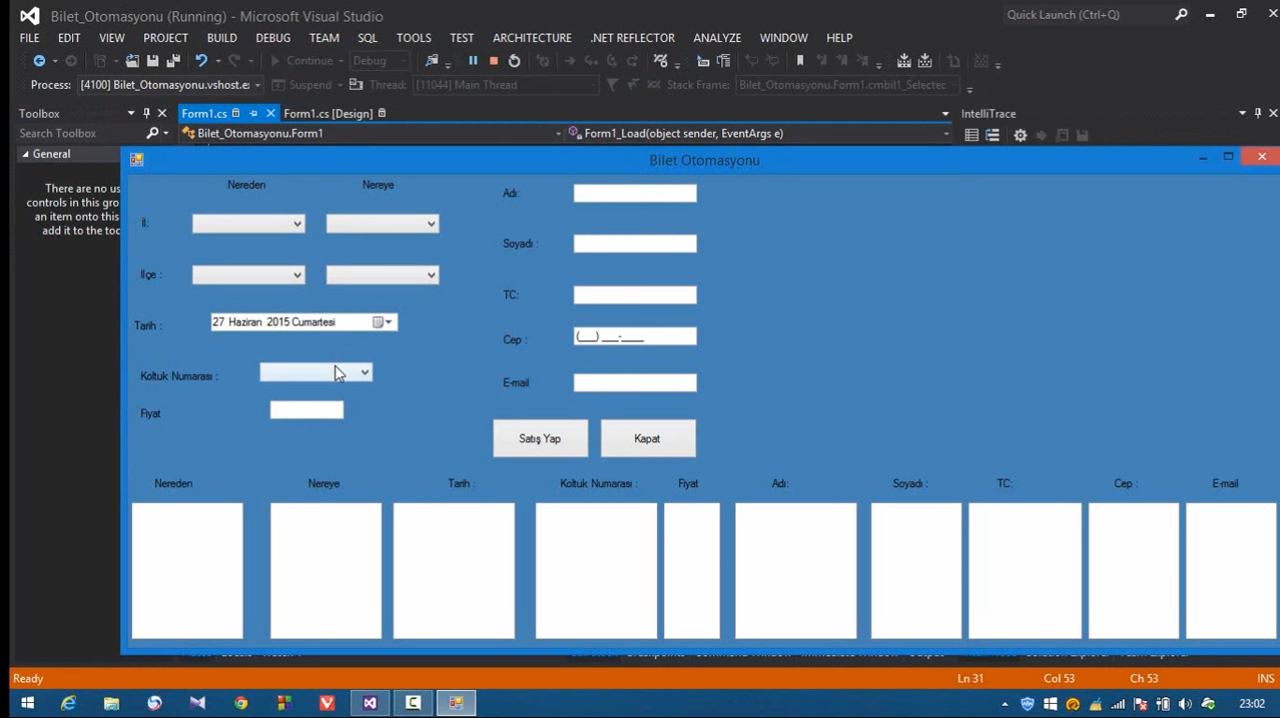 Bilet_Otomasyonu (Running) - Microsoft Visual Studio
Quick Launch (Ctrl+Q)
FILE EDIT VIEW PROJECT BUILD DEBUG TEAM SQL TOOLS TEST ARCHITECTURE .NET REFLECTOR ANALYZE WINDOW HELP
Continue Debug
Process: [4100] Bilet_Otomasyonu.vshost.e Suspend Thread: [11044] Main Thread Stack Frame: Bilet_Otomasyonu.Form1.cmbil1_Selectec
Toolbox Form1.cs Form1.cs [Design] IntelliTrace
Search Toolbox Bilet_Otomasyonu.Form1 Form1_Load(object sender, EventArgs e)
General
There are no us
controls in this gro
an item onto this
add it to the too
Bilet Otomasyonu
Nereden Nereye
İl:
İlçe :
Tarih : 27 Haziran 2015 Cumartesi
Koltuk Numarası :
Fiyat
Adı:
Soyadı :
TC:
Cep : (___) ___-____
E-mail
Satış Yap Kapat
Nereden Nereye Tarih : Koltuk Numarası : Fiyat Adı: Soyadı : TC: Cep : E-mail
Ready Ln 31 Col 53 Ch 53 INS
23:02